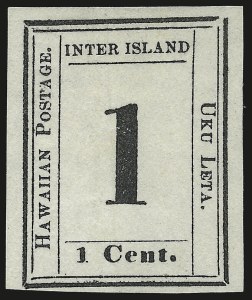 INTER ISLAND
HAWAIIAN POSTAGE.
1
UKU LETA.
1 Cent.